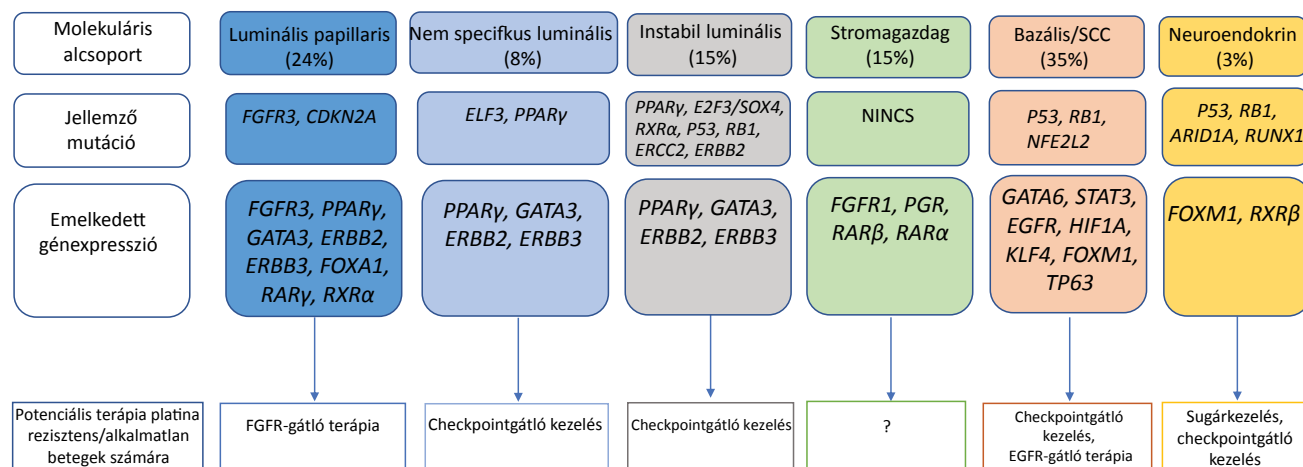 Molekuláris
alcsoport
Luminális papillaris
(24%)
Nem specifkus luminális
(8%)
Instabil luminális
(15%)
Stromagazdag
(15%)
Bazális/SCC
(35%)
Neuroendokrin
(3%)
Jellemző
mutáció
FGFR3, CDKN2A
ELF3, PPARγ
PPARγ, E2F3/SOX4,
RXRα, P53, RB1,
ERCC2, ERBB2
NINCS
P53, RB1,
NFE2L2
P53, RB1,
ARID1A, RUNX1
Emelkedett
génexpresszió
FGFR3, PPARγ,
GATA3, ERBB2,
ERBB3, FOXA1,
RARγ, RXRα
PPARγ, GATA3,
ERBB2, ERBB3
PPARγ, GATA3,
ERBB2, ERBB3
FGFR1, PGR,
RARβ, RARα
GATA6, STAT3,
EGFR, HIF1A,
KLF4, FOXM1,
TP63
FOXM1, RXRβ
Potenciális terápia platina
rezisztens/alkalmatlan
betegek számára
FGFR-gátló terápia
Checkpointgátló kezelés
Checkpointgátló kezelés
?
Checkpointgátló
kezelés,
EGFR-gátló terápia
Sugárkezelés,
checkpointgátló
kezelés